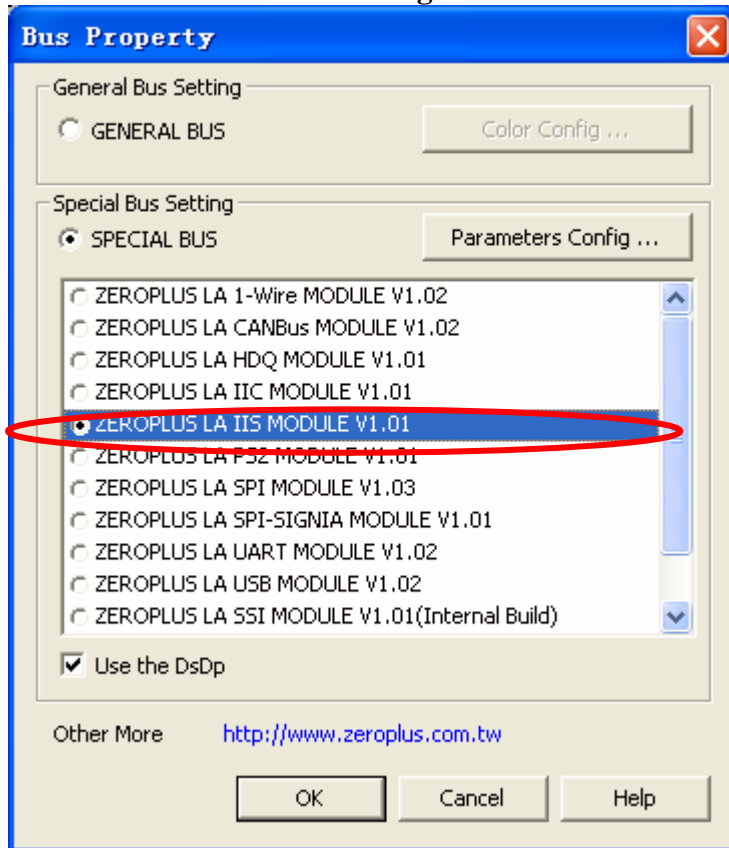 Bus Property
General Bus Setting
GENERAL BUS
Color Config ...
Special Bus Setting
SPECIAL BUS
Parameters Config ...
ZEROPLUS LA 1-Wire MODULE V1.02
ZEROPLUS LA CANBus MODULE V1.02
ZEROPLUS LA HDQ MODULE V1.01
ZEROPLUS LA IIC MODULE V1.01
ZEROPLUS LA IIS MODULE V1.01
ZEROPLUS LA PS2 MODULE V1.01
ZEROPLUS LA SPI MODULE V1.03
ZEROPLUS LA SPI-SIGNIA MODULE V1.01
ZEROPLUS LA UART MODULE V1.02
ZEROPLUS LA USB MODULE V1.02
ZEROPLUS LA SSI MODULE V1.01(Internal Build)
Use the DsDp
Other More http://www.zeroplus.com.tw
OK Cancel Help